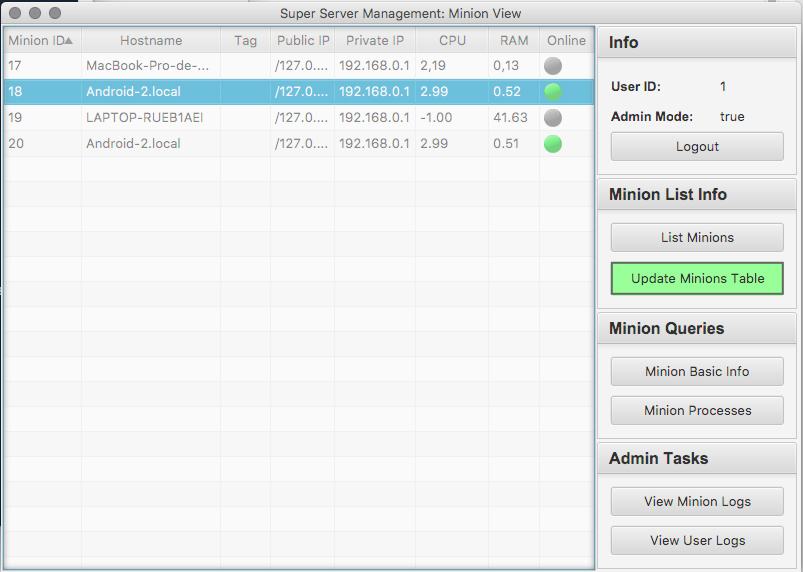 Super Server Management: Minion View
Minion ID Hostname Tag Public IP Private IP CPU RAM Online
17 MacBook-Pro-de-... /127.0.... 192.168.0.1 2,19 0,13
18 Android-2.local /127.0.... 192.168.0.1 2.99 0.52
19 LAPTOP-RUEB1AEI /127.0.... 192.168.0.1 -1.00 41.63
20 Android-2.local /127.0.... 192.168.0.1 2.99 0.51
Info
User ID: 1
Admin Mode: true
Logout
Minion List Info
List Minions
Update Minions Table
Minion Queries
Minion Basic Info
Minion Processes
Admin Tasks
View Minion Logs
View User Logs